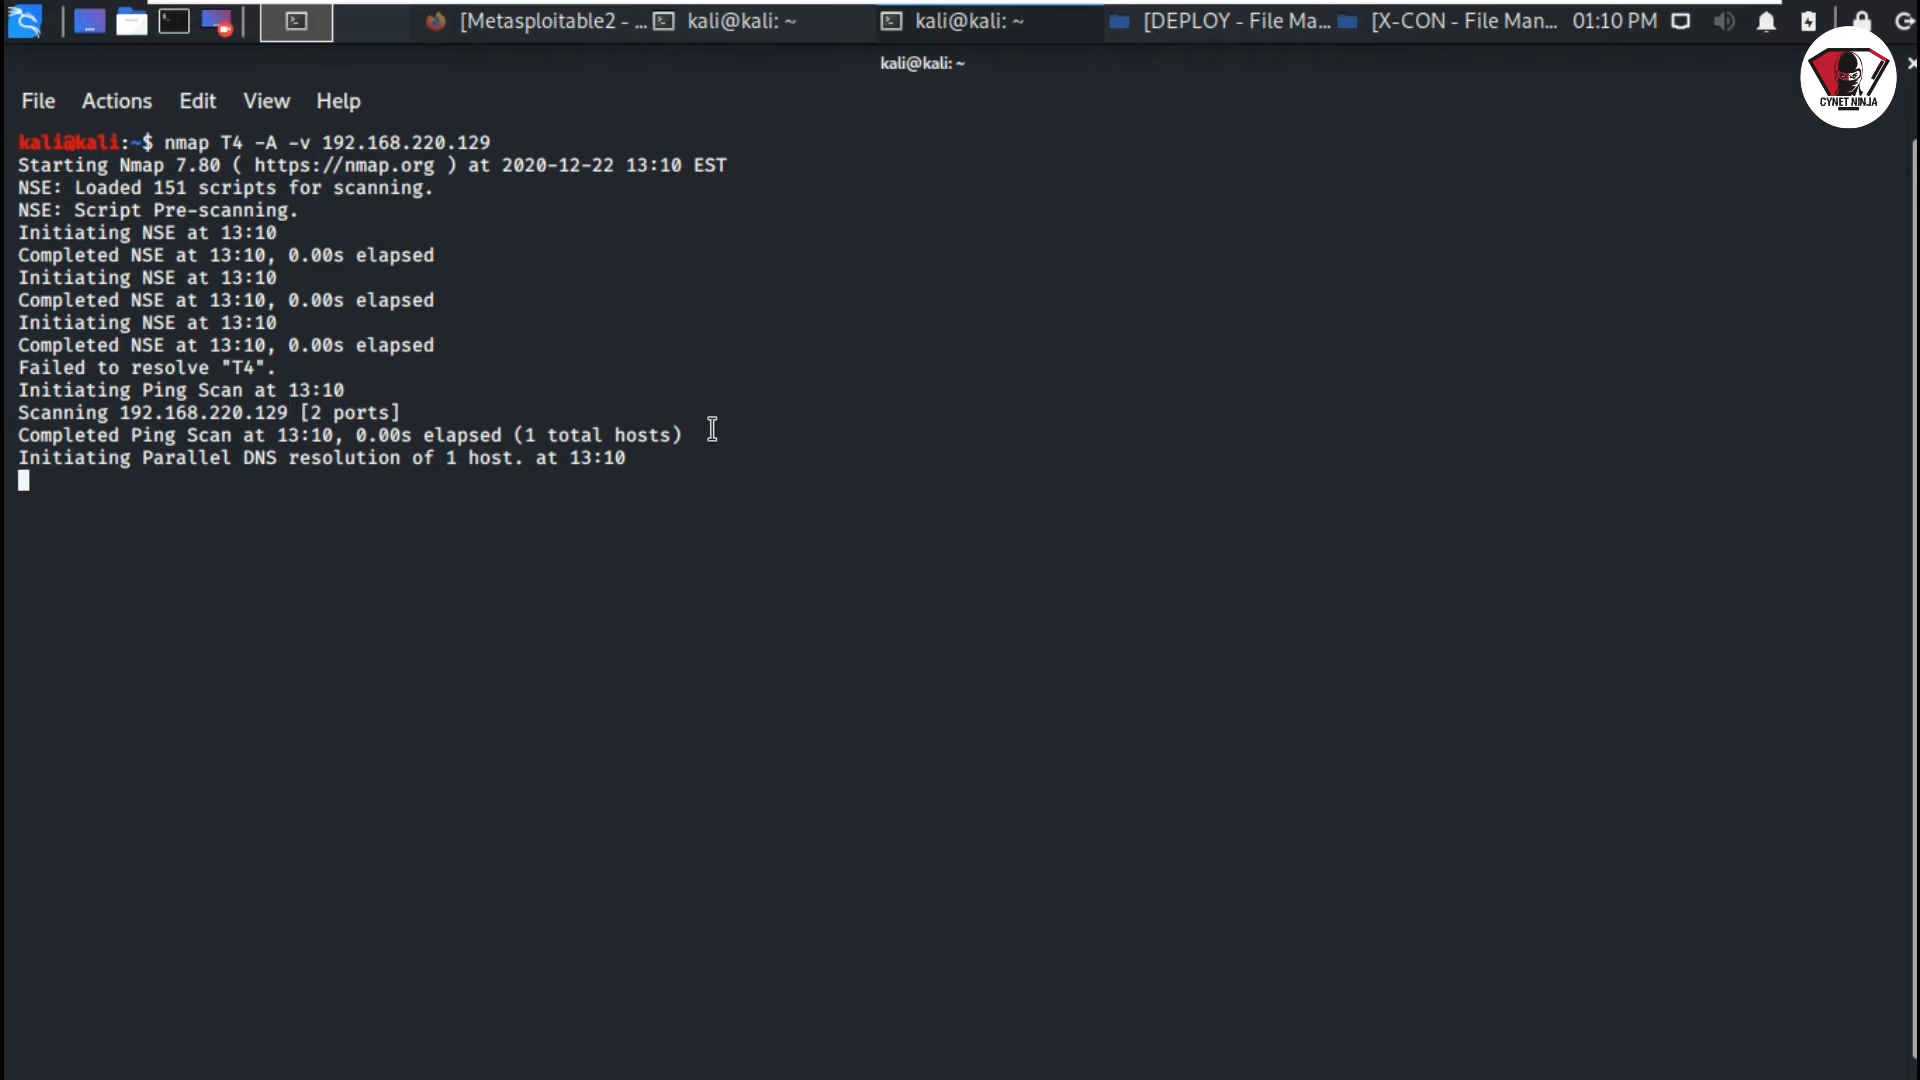 [Metasploitable2 - ... kali@kali: ~ kali@kali: ~ [DEPLOY - File Ma... [X-CON - File Man... 01:10 PM
kali@kali: ~
CYNET NINJA
File Actions Edit View Help
kali@kali:~$ nmap T4 -A -v 192.168.220.129
Starting Nmap 7.80 ( https://nmap.org ) at 2020-12-22 13:10 EST
NSE: Loaded 151 scripts for scanning.
NSE: Script Pre-scanning.
Initiating NSE at 13:10
Completed NSE at 13:10, 0.00s elapsed
Initiating NSE at 13:10
Completed NSE at 13:10, 0.00s elapsed
Initiating NSE at 13:10
Completed NSE at 13:10, 0.00s elapsed
Failed to resolve "T4".
Initiating Ping Scan at 13:10
Scanning 192.168.220.129 [2 ports]
Completed Ping Scan at 13:10, 0.00s elapsed (1 total hosts)
Initiating Parallel DNS resolution of 1 host. at 13:10